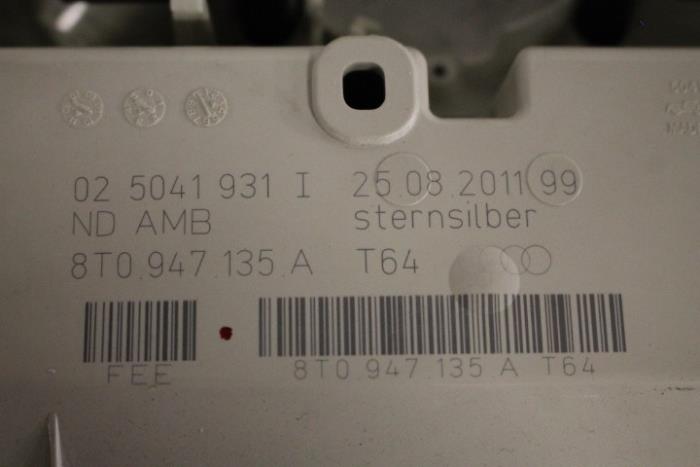 02 5041 931 I 25.08.2011 99
ND AMB sternsilber
8T0.947.135.A T64
FEE 8T0 947 135 A T64